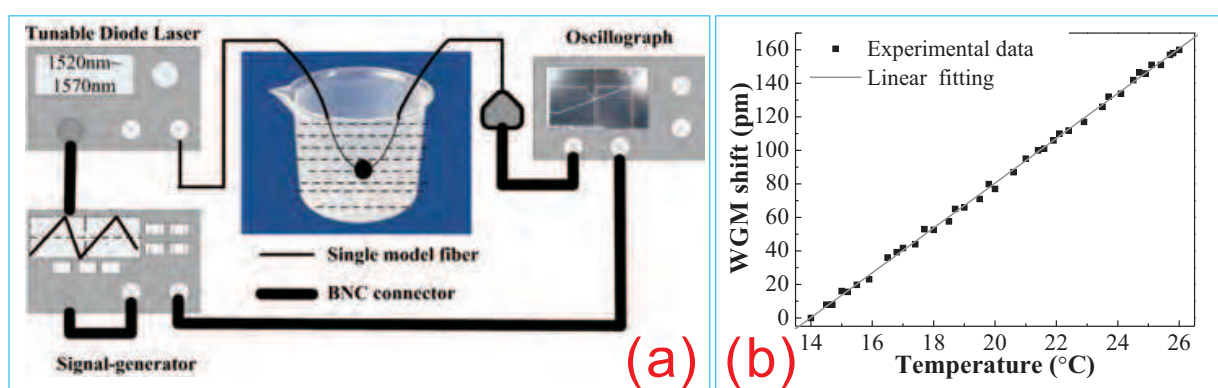 Tunable Diode Laser
1520nm~
1570nm
Oscillograph
Single model fiber
BNC connector
Signal-generator
(a)
(b)
160
140
120
100
80
60
40
20
0
WGM shift (pm)
Experimental data
Linear fitting
14 16 18 20 22 24 26
Temperature (°C)